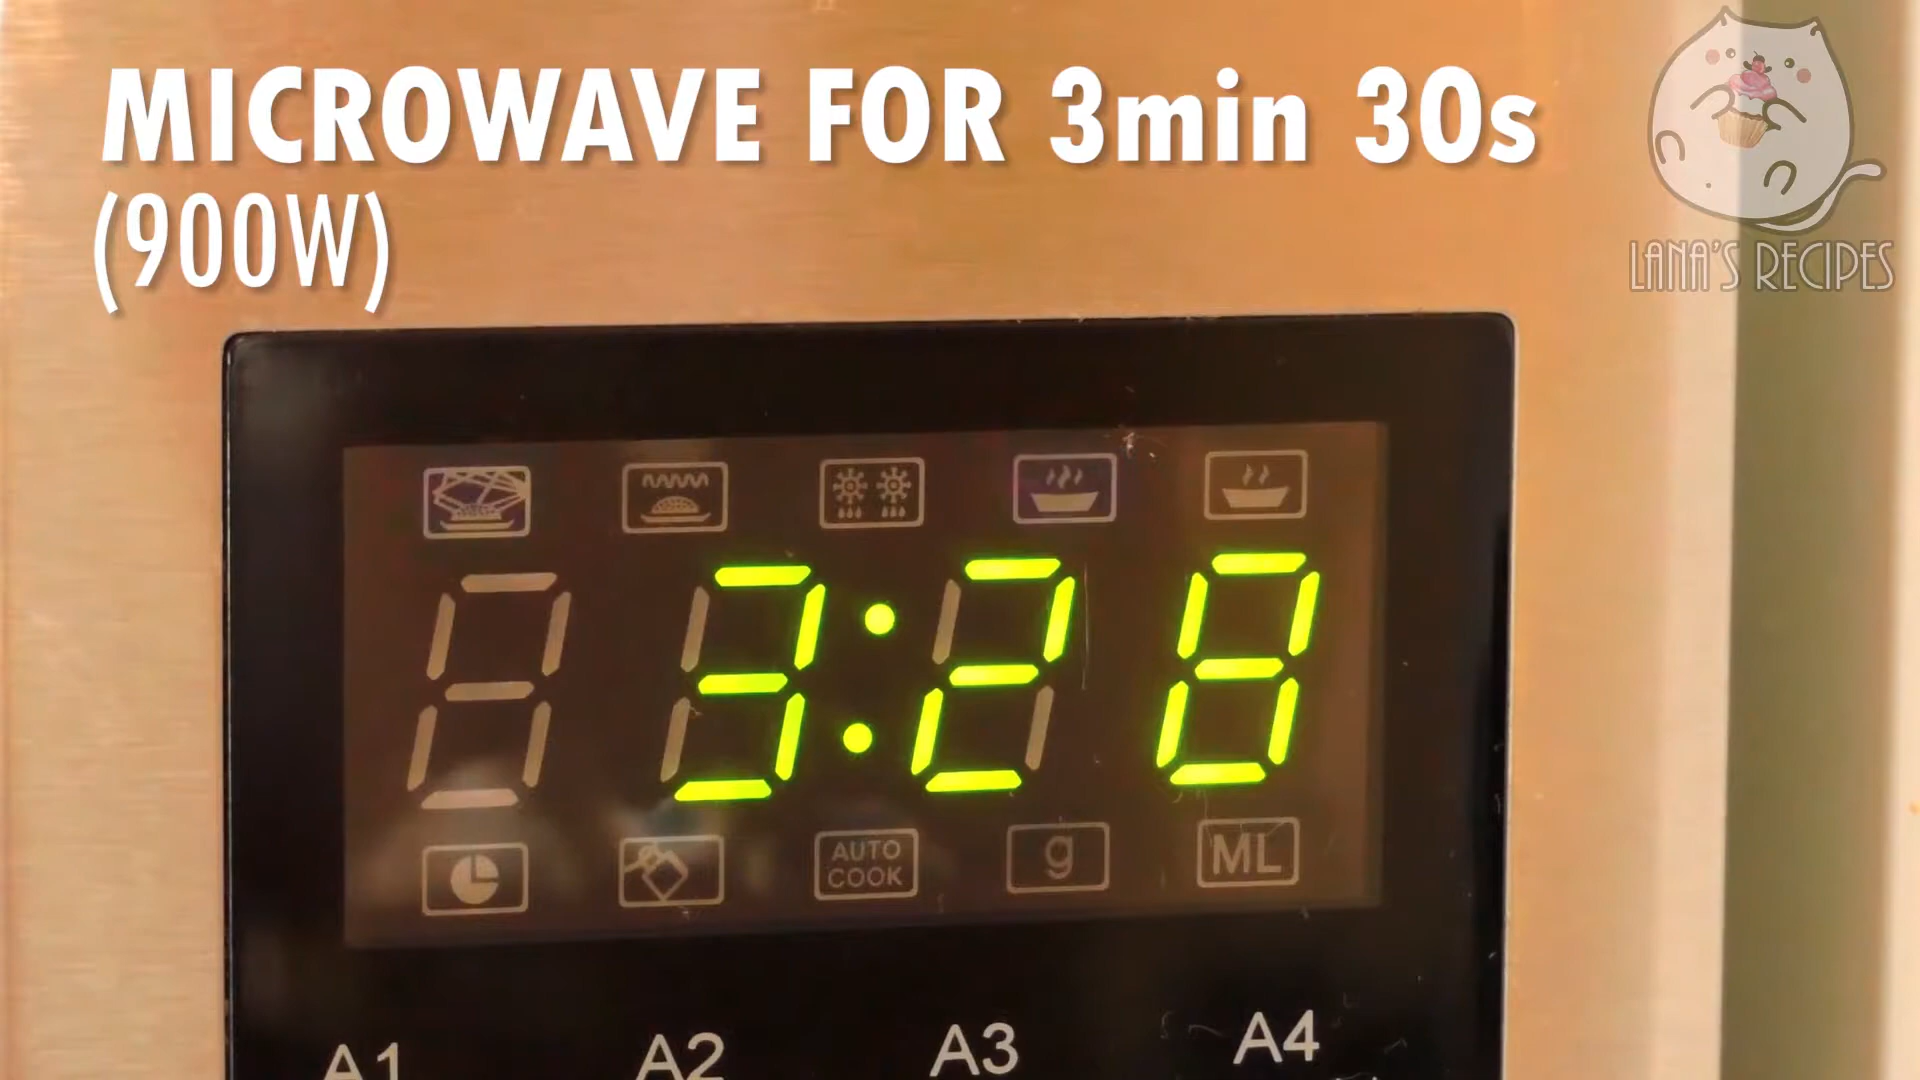 MICROWAVE FOR 3min 30s
(900W)
LANA'S RECIPES
3:28
AUTO
COOK
g
ML
A1 A2 A3 A4